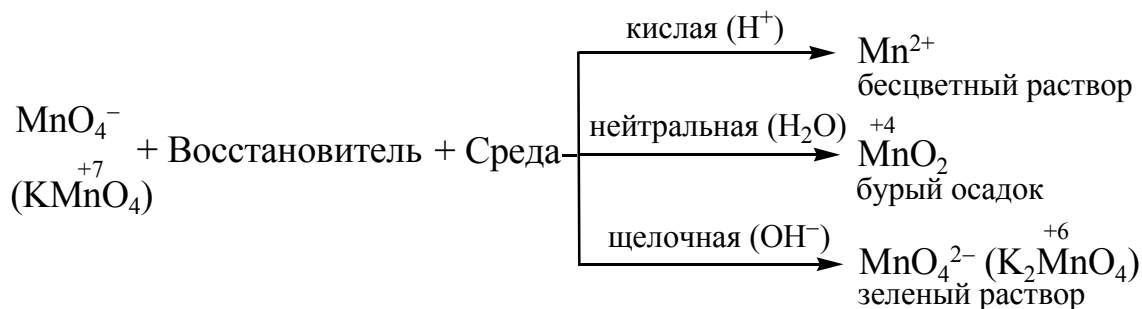 кислая (H⁺)
Mn²⁺
бесцветный раствор
MnO₄⁻
+ Восстановитель + Среда
+7
(KMnO₄)
нейтральная (H₂O)
+4
MnO₂
бурый осадок
щелочная (OH⁻)
+6
MnO₄²⁻ (K₂MnO₄)
зеленый раствор